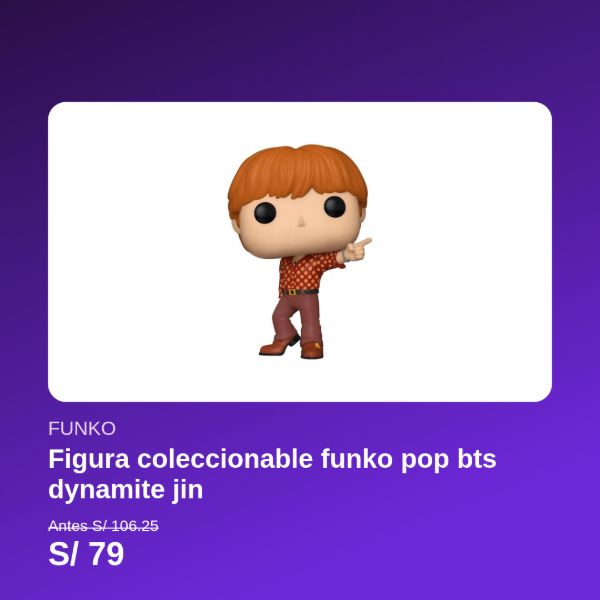 FUNKO
Figura coleccionable funko pop bts
dynamite jin
Antes S/ 106.25
S/ 79